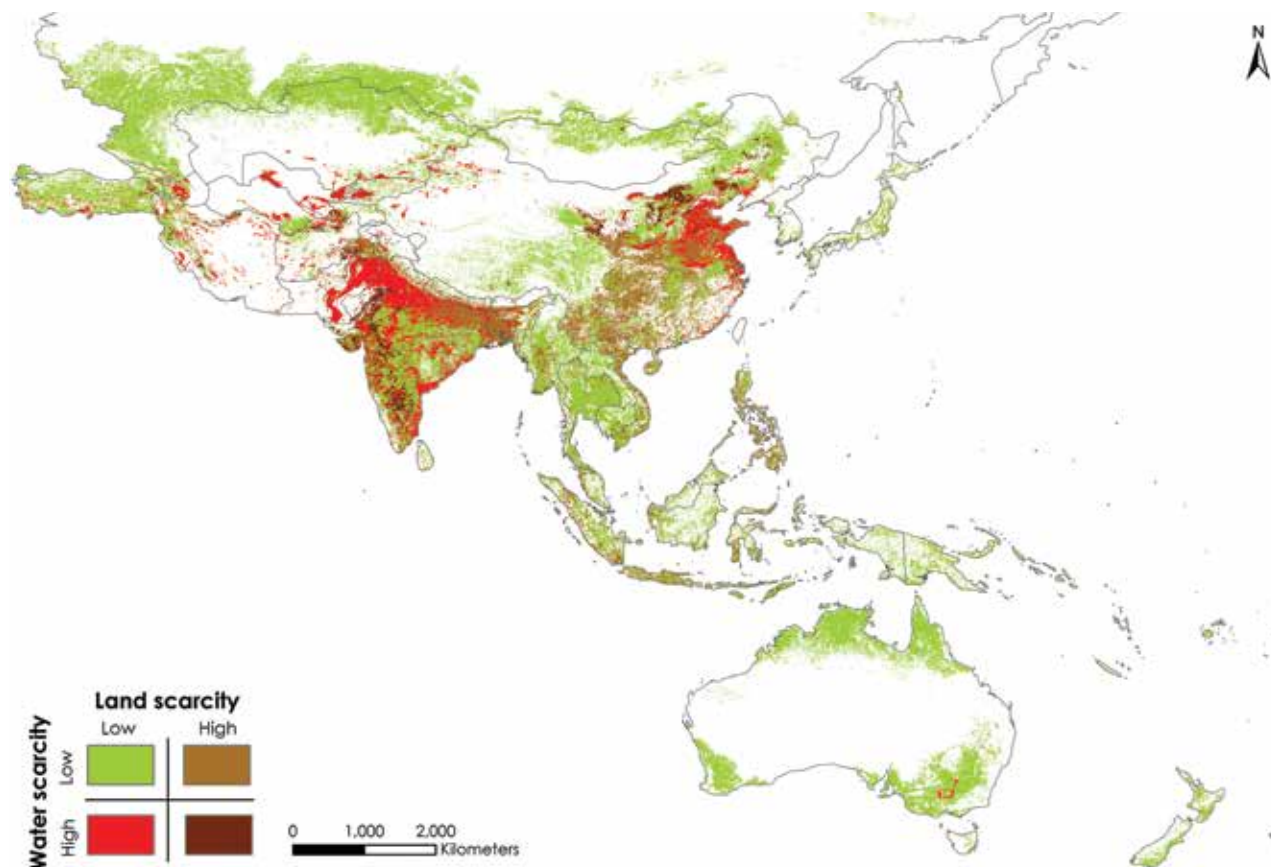 N
Land scarcity
Low High
Water scarcity
Low
High
0 1,000 2,000
Kilometers